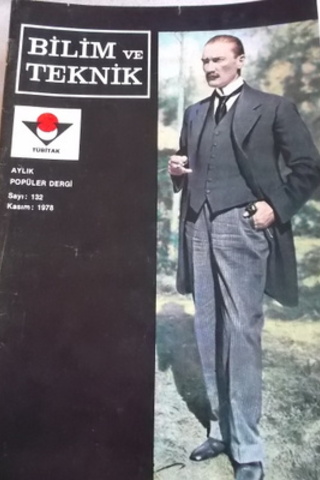 BİLİM VE
TEKNİK
TÜBİTAK
AYLIK
POPÜLER DERGİ
Sayı: 132
Kasım: 1978